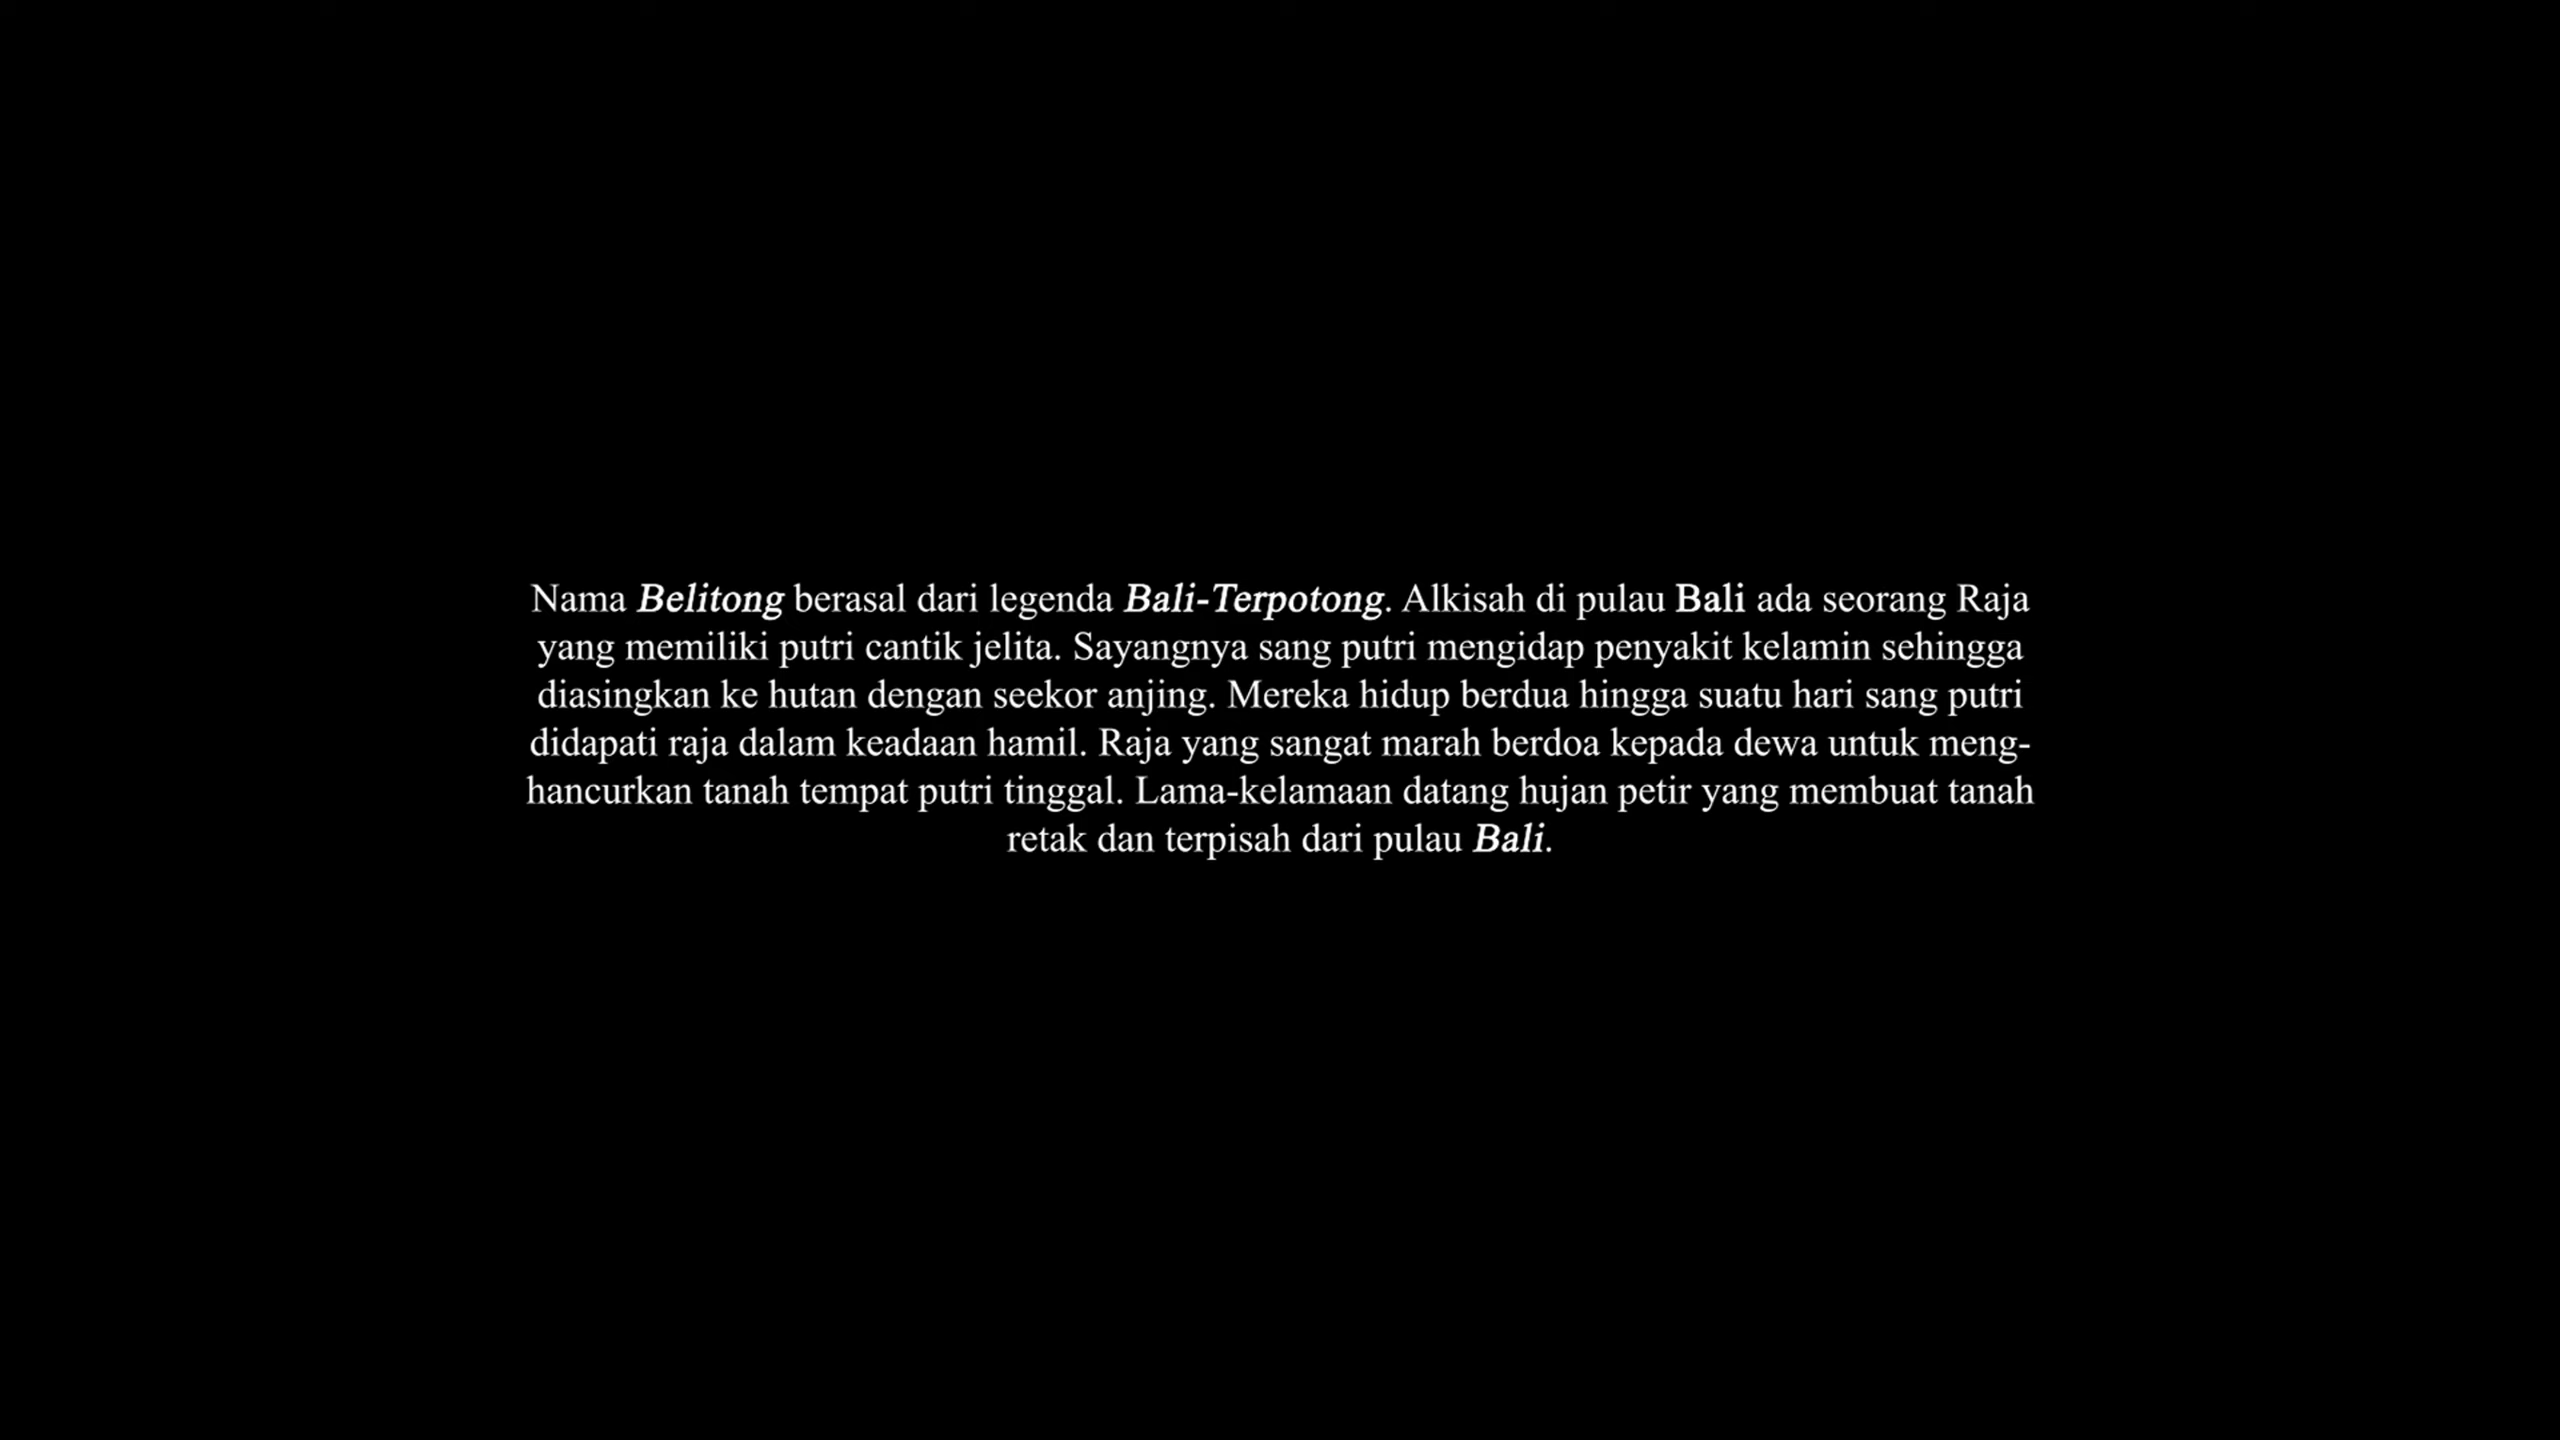 Nama Belitong berasal dari legenda Bali-Terpotong. Alkisah di pulau Bali ada seorang Raja
yang memiliki putri cantik jelita. Sayangnya sang putri mengidap penyakit kelamin sehingga
diasingkan ke hutan dengan seekor anjing. Mereka hidup berdua hingga suatu hari sang putri
didapati raja dalam keadaan hamil. Raja yang sangat marah berdoa kepada dewa untuk meng-
hancurkan tanah tempat putri tinggal. Lama-kelamaan datang hujan petir yang membuat tanah
retak dan terpisah dari pulau Bali.